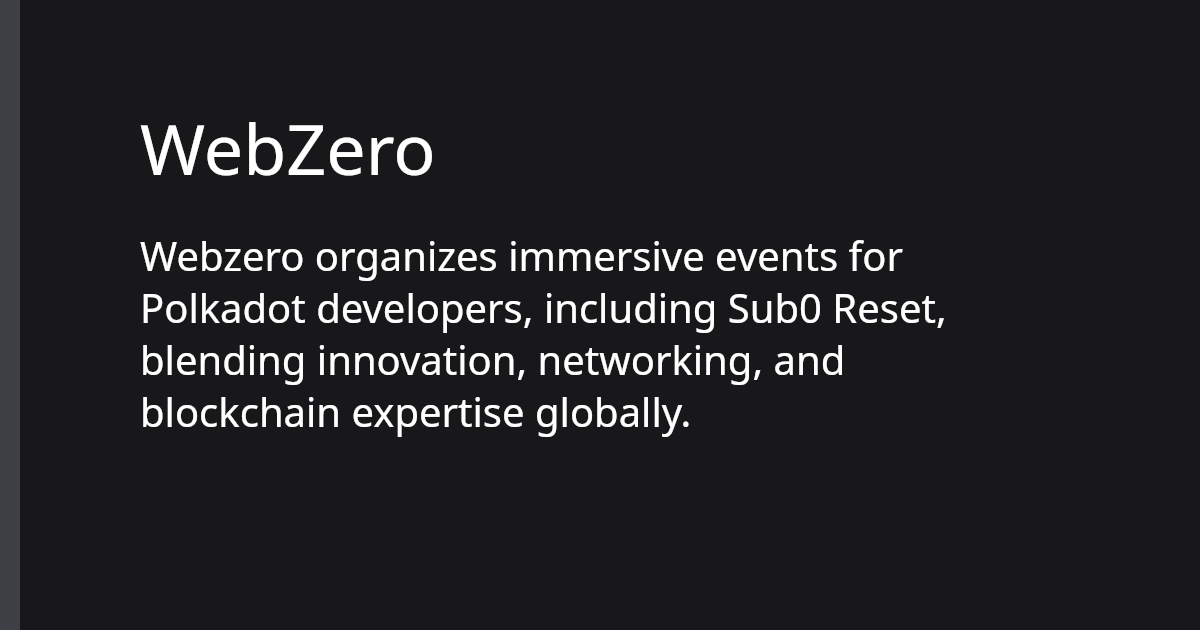 WebZero
Webzero organizes immersive events for
Polkadot developers, including Sub0 Reset,
blending innovation, networking, and
blockchain expertise globally.